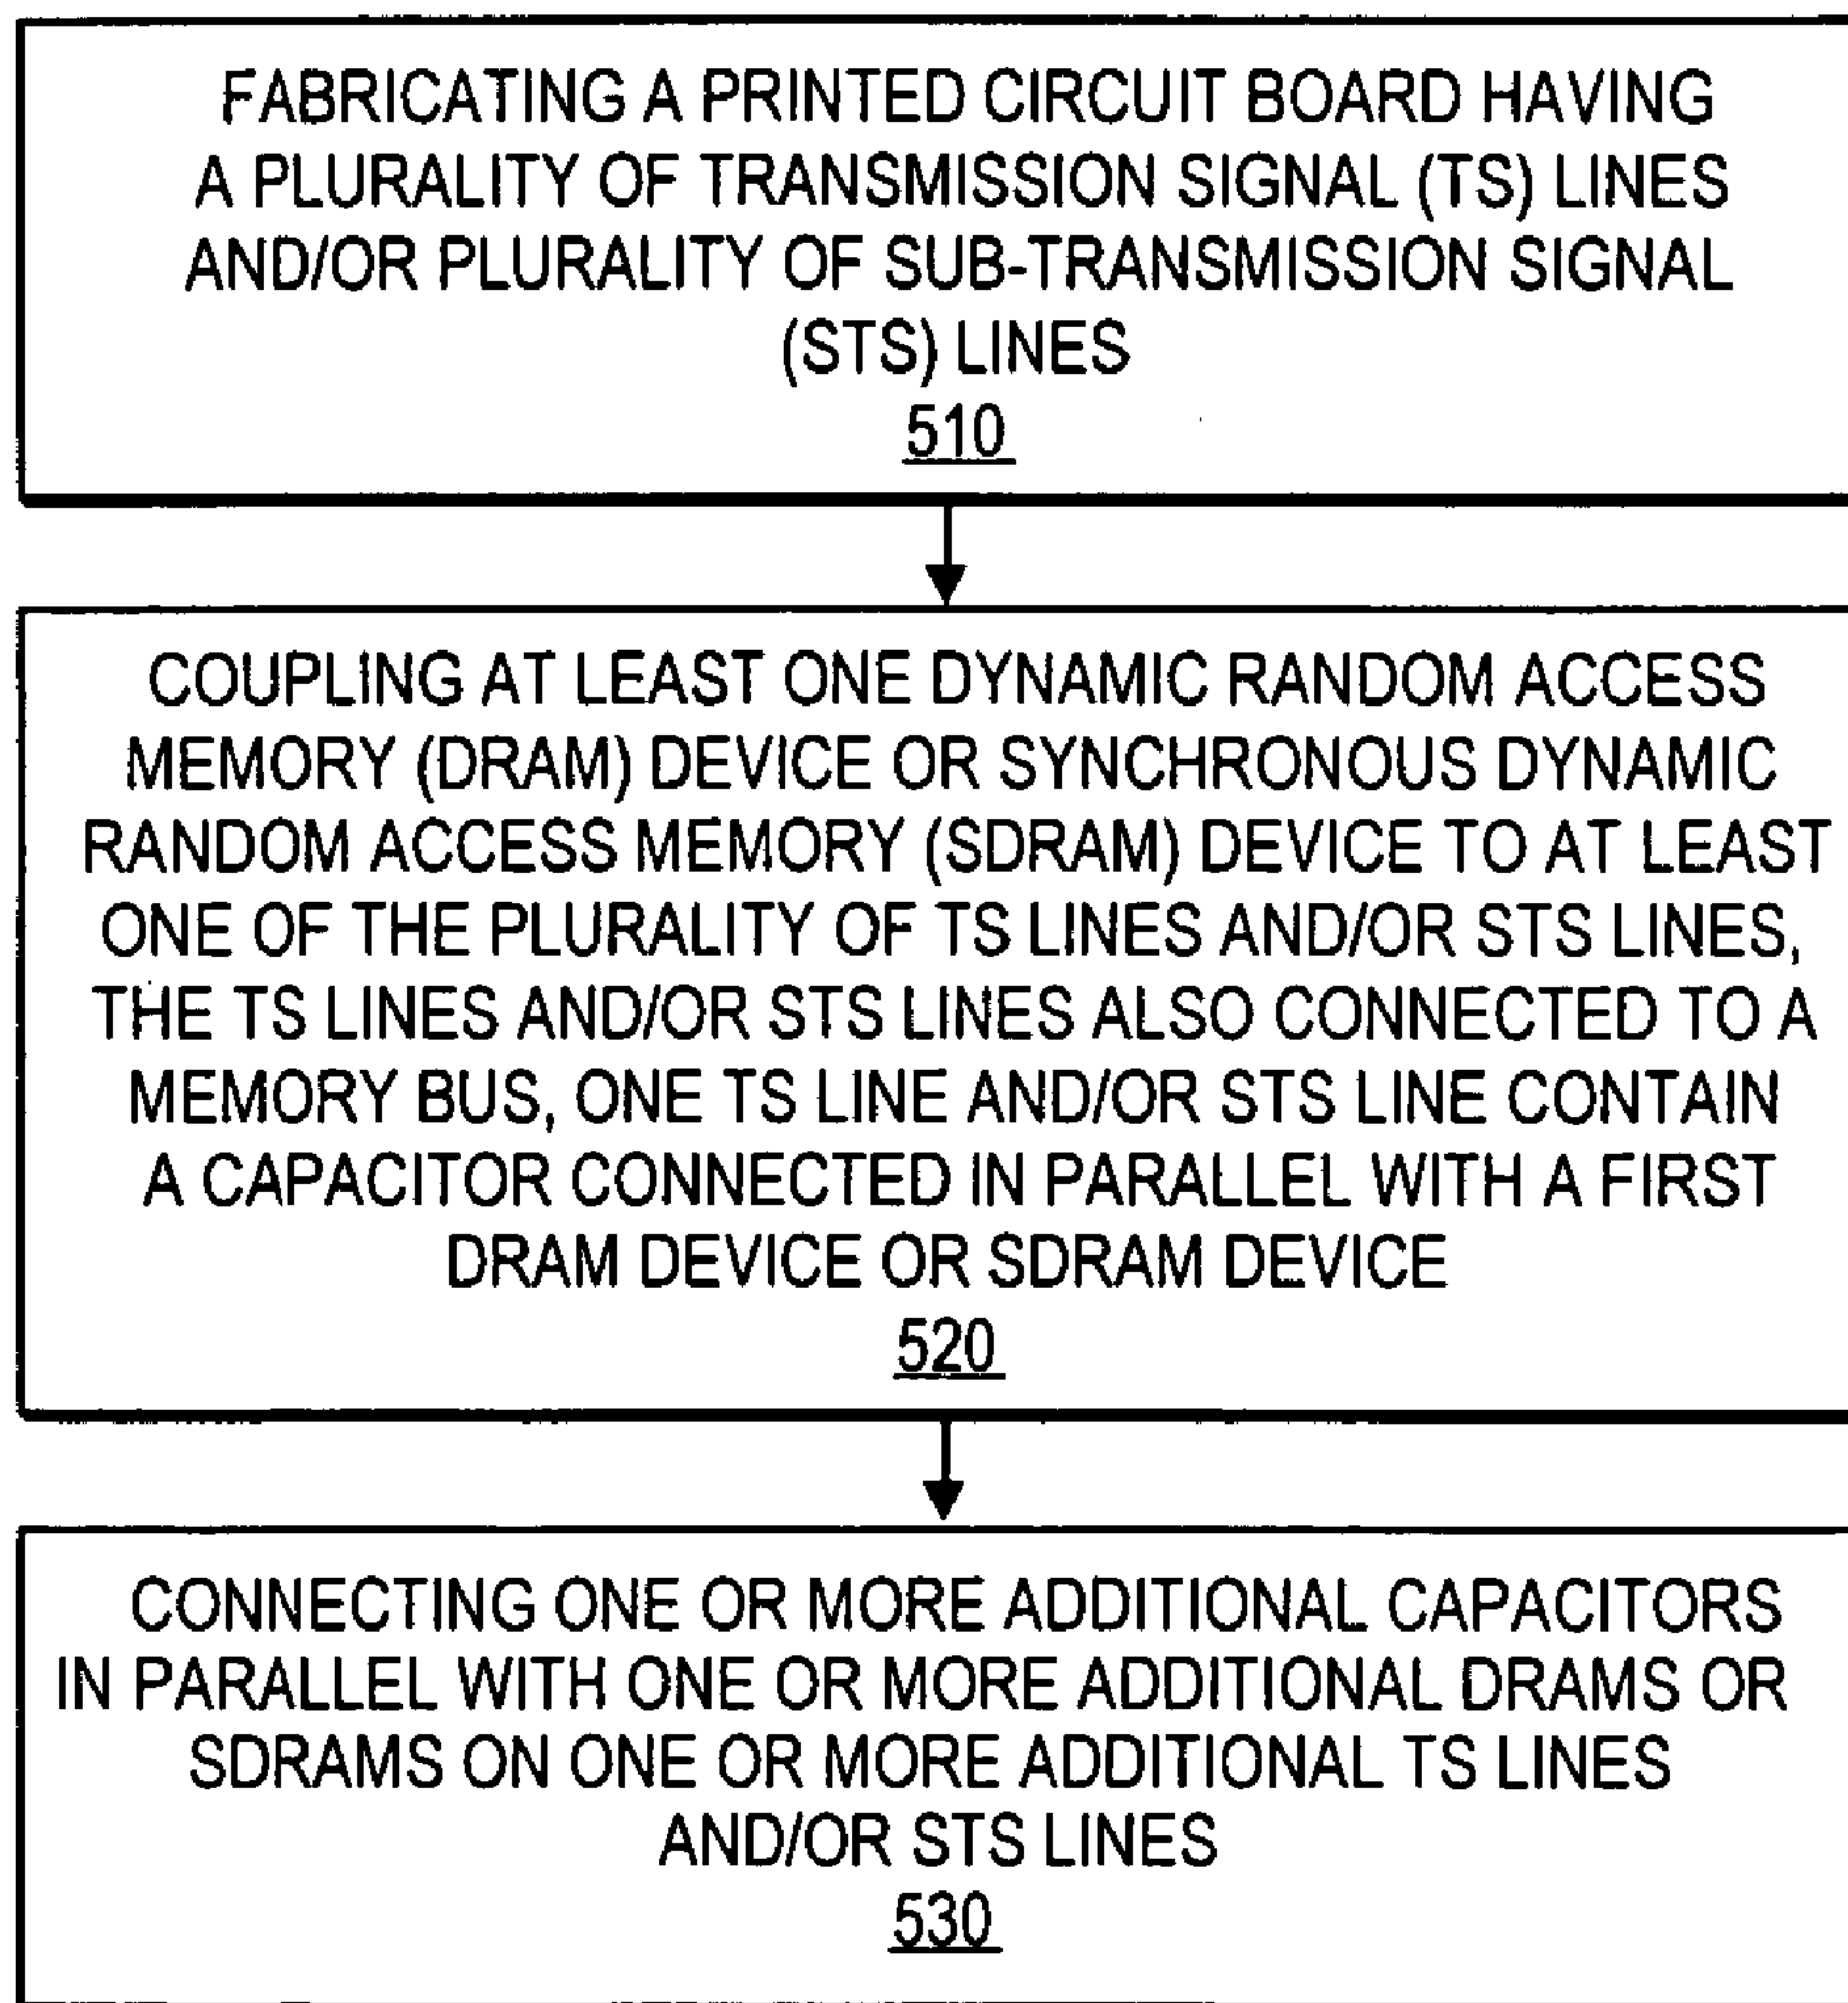 FABRICATING A PRINTED CIRCUIT BOARD HAVING
A PLURALITY OF TRANSMISSION SIGNAL (TS) LINES
AND/OR PLURALITY OF SUB-TRANSMISSION SIGNAL
(STS) LINES
510
COUPLING AT LEAST ONE DYNAMIC RANDOM ACCESS
MEMORY (DRAM) DEVICE OR SYNCHRONOUS DYNAMIC
RANDOM ACCESS MEMORY (SDRAM) DEVICE TO AT LEAST
ONE OF THE PLURALITY OF TS LINES AND/OR STS LINES,
THE TS LINES AND/OR STS LINES ALSO CONNECTED TO A
MEMORY BUS, ONE TS LINE AND/OR STS LINE CONTAIN
A CAPACITOR CONNECTED IN PARALLEL WITH A FIRST
DRAM DEVICE OR SDRAM DEVICE
520
CONNECTING ONE OR MORE ADDITIONAL CAPACITORS
IN PARALLEL WITH ONE OR MORE ADDITIONAL DRAMS OR
SDRAMS ON ONE OR MORE ADDITIONAL TS LINES
AND/OR STS LINES
530